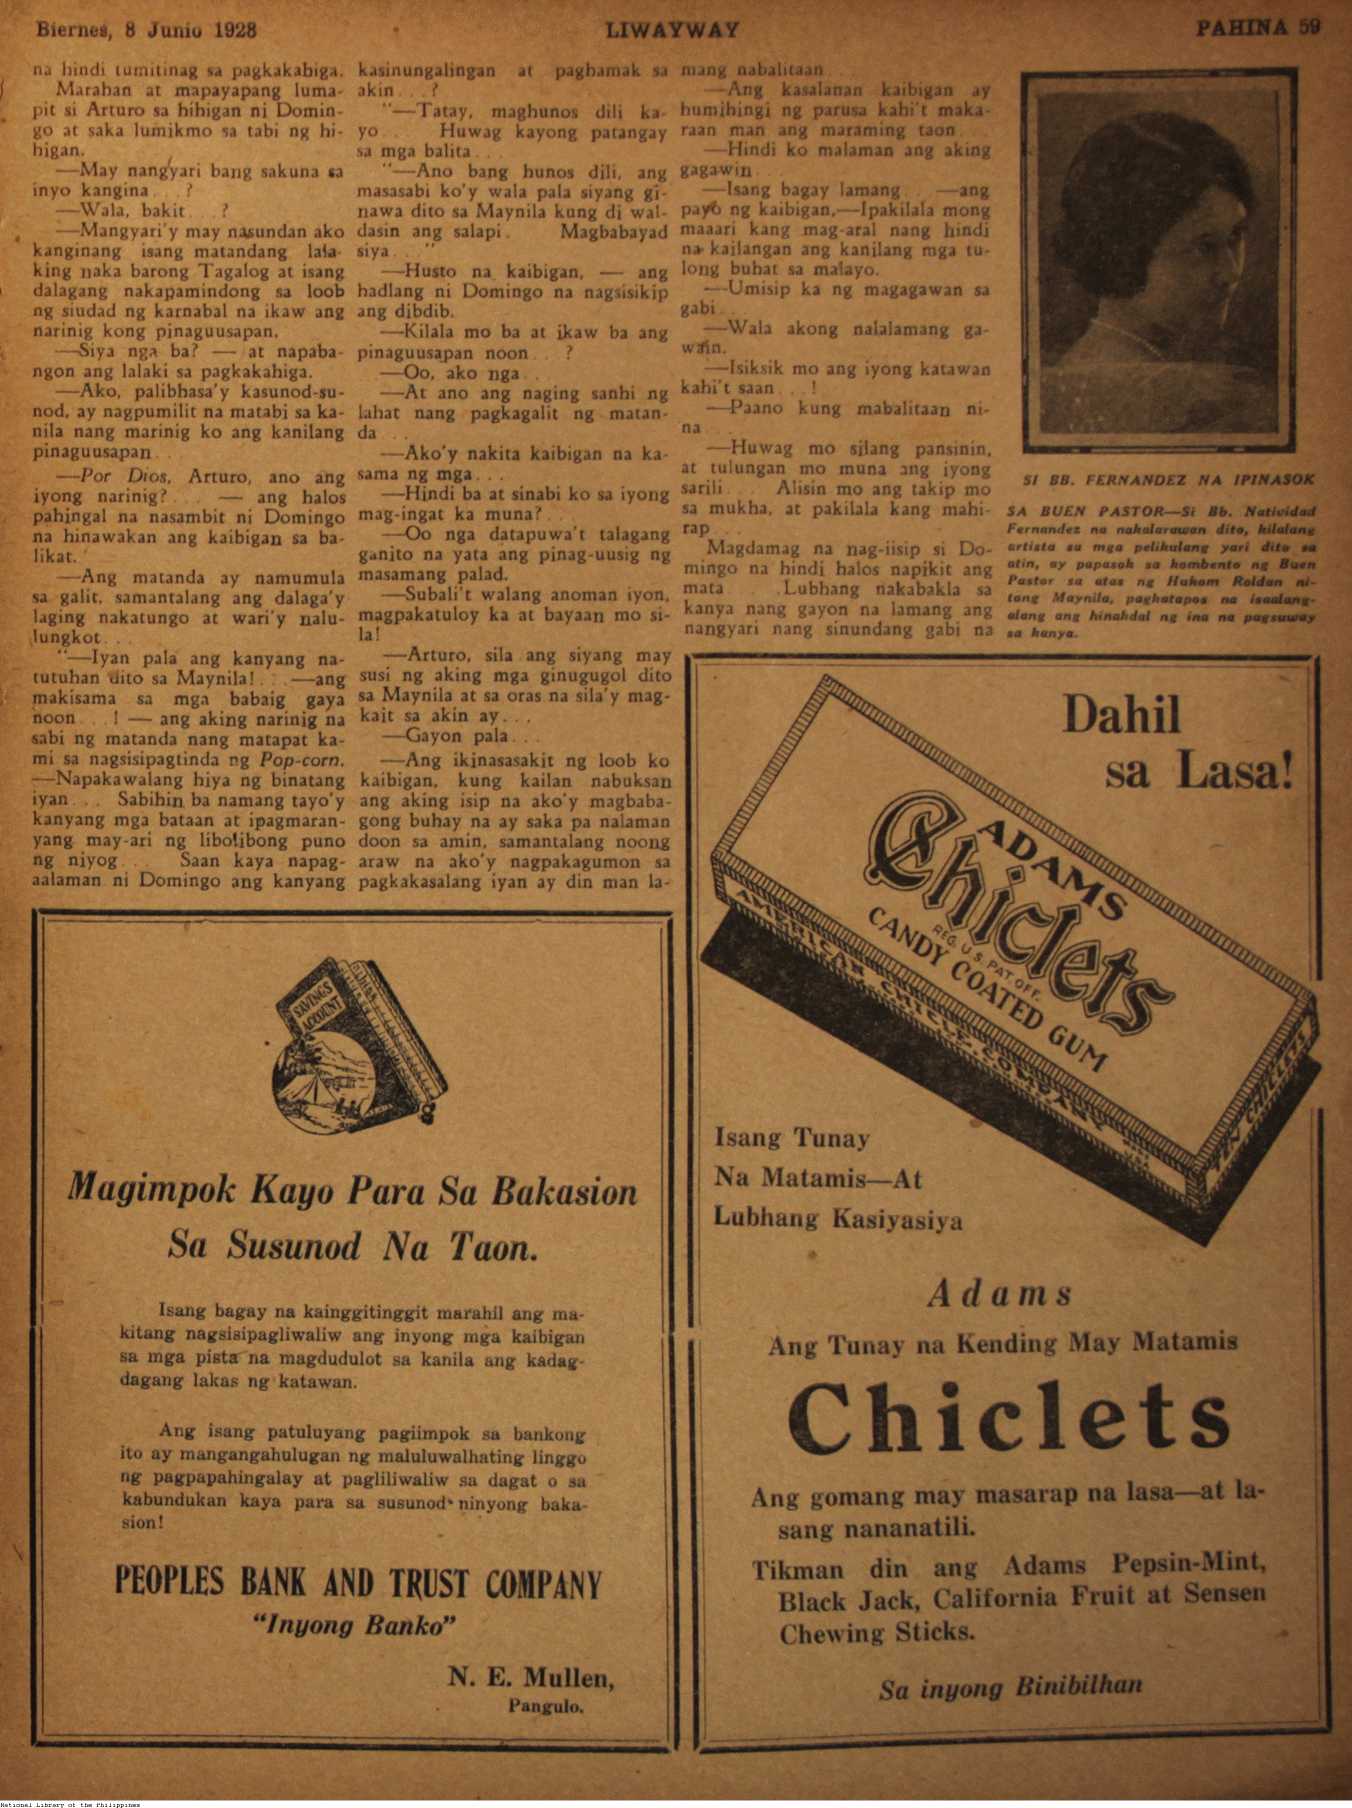 Biernes, 8 Junio 1928
LIWAYWAY
PAHINA 59
na hindi tumitinag sa pagkakahiga.
Marahan at mapayapang luma-
pit si Arturo sa hihigan ni Domin-
go at saka lumikmo sa tabi ng hi-
higan.
—May nangyari bang sakuna sa
inyo kangina...?
—Wala, bakit...?
—Mangyari'y may nasundan ako
kanginang isang matandang lala-
king naka barong Tagalog at isang
dalagang nakapamindong sa loob
ng siudad ng karnabal na ikaw ang
narinig kong pinaguusapan.
—Siya nga ba? — at napaba-
ngon ang lalaki sa pagkakahiga.
—Ako, palibhasa'y kasunod-su-
nod, ay nagpumilit na matabi sa ka-
nila nang marinig ko ang kanilang
pinaguusapan...
—Por Dios, Arturo, ano ang
iyong narinig?... — ang halos
pahingal na nasambit ni Domingo
na hinawakan ang kaibigan sa ba-
likat.
—Ang matanda ay namumula
sa galit, samantalang ang dalaga'y
laging nakatungo at wari'y nalu-
lungkot...
"—Iyan pala ang kanyang na-
tutuhan dito sa Maynila!...—ang
makisama sa mga babaig gaya
noon...! — ang aking narinig na
sabi ng matanda nang matapat ka-
mi sa nagsisipagtinda ng Pop-corn.
—Napakawalang hiya ng binatang
iyan... Sabihin ba namang tayo'y
kanyang mga bataan at ipagmaran-
yang may-ari ng libolibong puno
ng niyog... Saan kaya napag-
aalaman ni Domingo ang kanyang
kasinungalingan at paghamak sa
akin...?
"—Tatay, maghunos dili ka-
yo... Huwag kayong patangay
sa mga balita...
"—Ano bang hunos dili, ang
masasabi ko'y wala pala siyang gi-
nawa dito sa Maynila kung di wal-
dasin ang salapi. Magbabayad
siya..."
—Husto na kaibigan, — ang
hadlang ni Domingo na nagsisikip
ang dibdib.
—Kilala mo ba at ikaw ba ang
pinaguusapan noon...?
—Oo, ako nga...
—At ano ang naging sanhi ng
lahat nang pagkagalit ng matan-
da...
—Ako'y nakita kaibigan na ka-
sama ng mga...
—Hindi ba at sinabi ko sa iyong
mag-ingat ka muna?...
—Oo nga datapuwa't talagang
ganito na yata ang pinag-uusig ng
masamang palad.
—Subali't walang anoman iyon,
magpakatuloy ka at bayaan mo si-
la!
—Arturo, sila ang siyang may
susi ng aking mga ginugugol dito
sa Maynila at sa oras na sila'y mag-
kait sa akin ay...
—Gayon pala...
—Ang ikinasasakit ng loob ko
kaibigan, kung kailan nabuksan
ang aking isip na ako'y magbaba-
gong buhay na ay saka pa nalaman
doon sa amin, samantalang noong
araw na ako'y nagpakagumon sa
pagkakasalang iyan ay din man la-
mang nabalitaan...
—Ang kasalanan kaibigan ay
humihingi ng parusa kahi't maka-
raan man ang maraming taon...
—Hindi ko malaman ang aking
gagawin...
—Isang bagay lamang...—ang
payo ng kaibigan,—Ipakilala mong
maaari kang mag-aral nang hindi
na kailangan ang kanilang mga tu-
long buhat sa malayo.
—Umisip ka ng magagawan sa
gabi...
—Wala akong nalalamang ga-
wain.
—Isiksik mo ang iyong katawan
kahi't saan...!
—Paano kung mabalitaan ni-
na...
—Huwag mo silang pansinin,
at tulungan mo muna ang iyong
sarili... Alisin mo ang takip mo
sa mukha, at pakilala kang mahi-
rap...
Magdamag na nag-iisip si Do-
mingo na hindi halos napikit ang
mata... Lubhang nakabakla sa
kanya nang gayon na lamang ang
nangyari nang sinundang gabi na
SI BB. FERNANDEZ NA IPINASOK
SA BUEN PASTOR—Si Bb. Natividad
Fernandez na nakalarawan dito, kilalang
artista sa mga pelikulang yari dito sa
atin, ay papasok sa kombento ng Buen
Pastor sa atas ng Hukom Roldan ni-
tong Maynila, pagkatapos na isaalang-
alang ang hinahdal ng ina na pagsuway
sa kanya.
SAVINGS
ACCOUNT
Magimpok Kayo Para Sa Bakasion
Sa Susunod Na Taon.
Isang bagay na kainggitinggit marahil ang ma-
kitang nagsisipagliwaliw ang inyong mga kaibigan
sa mga pista na magdudulot sa kanila ang kadag-
dagang lakas ng katawan.
Ang isang patuluyang pagiimpok sa bankong
ito ay mangangahulugan ng maluluwalhating linggo
ng pagpapahingalay at pagliliwaliw sa dagat o sa
kabundukan kaya para sa susunod ninyong baka-
sion!
PEOPLES BANK AND TRUST COMPANY
"Inyong Banko"
N. E. Mullen,
Pangulo.
Dahil
sa Lasa!
ADAMS
Chiclets
REG. U.S. PAT. OFF.
CANDY COATED GUM
AMERICAN CHICLE COMPANY
MADE
U.S.A.
TEN CHICLETS
Isang Tunay
Na Matamis—At
Lubhang Kasiyasiya
Adams
Ang Tunay na Kending May Matamis
Chiclets
Ang gomang may masarap na lasa—at la-
sang nananatili.
Tikman din ang Adams Pepsin-Mint,
Black Jack, California Fruit at Sensen
Chewing Sticks.
Sa inyong Binibilhan
National Library of the Philippines